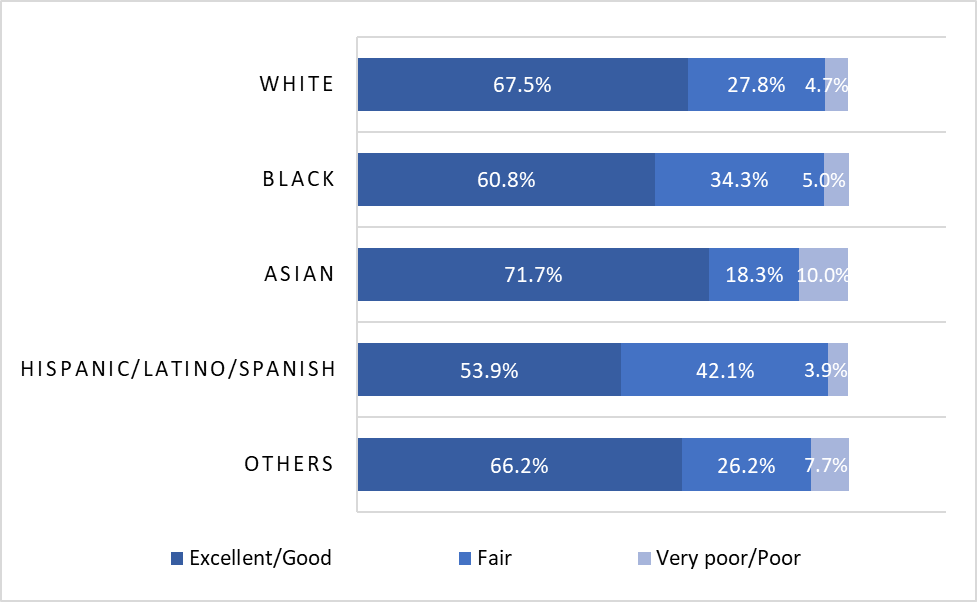 WHITE 67.5% 27.8% 4.7%
BLACK 60.8% 34.3% 5.0%
ASIAN 71.7% 18.3% 10.0%
HISPANIC/LATINO/SPANISH 53.9% 42.1% 3.9%
OTHERS 66.2% 26.2% 7.7%
Excellent/Good Fair Very poor/Poor